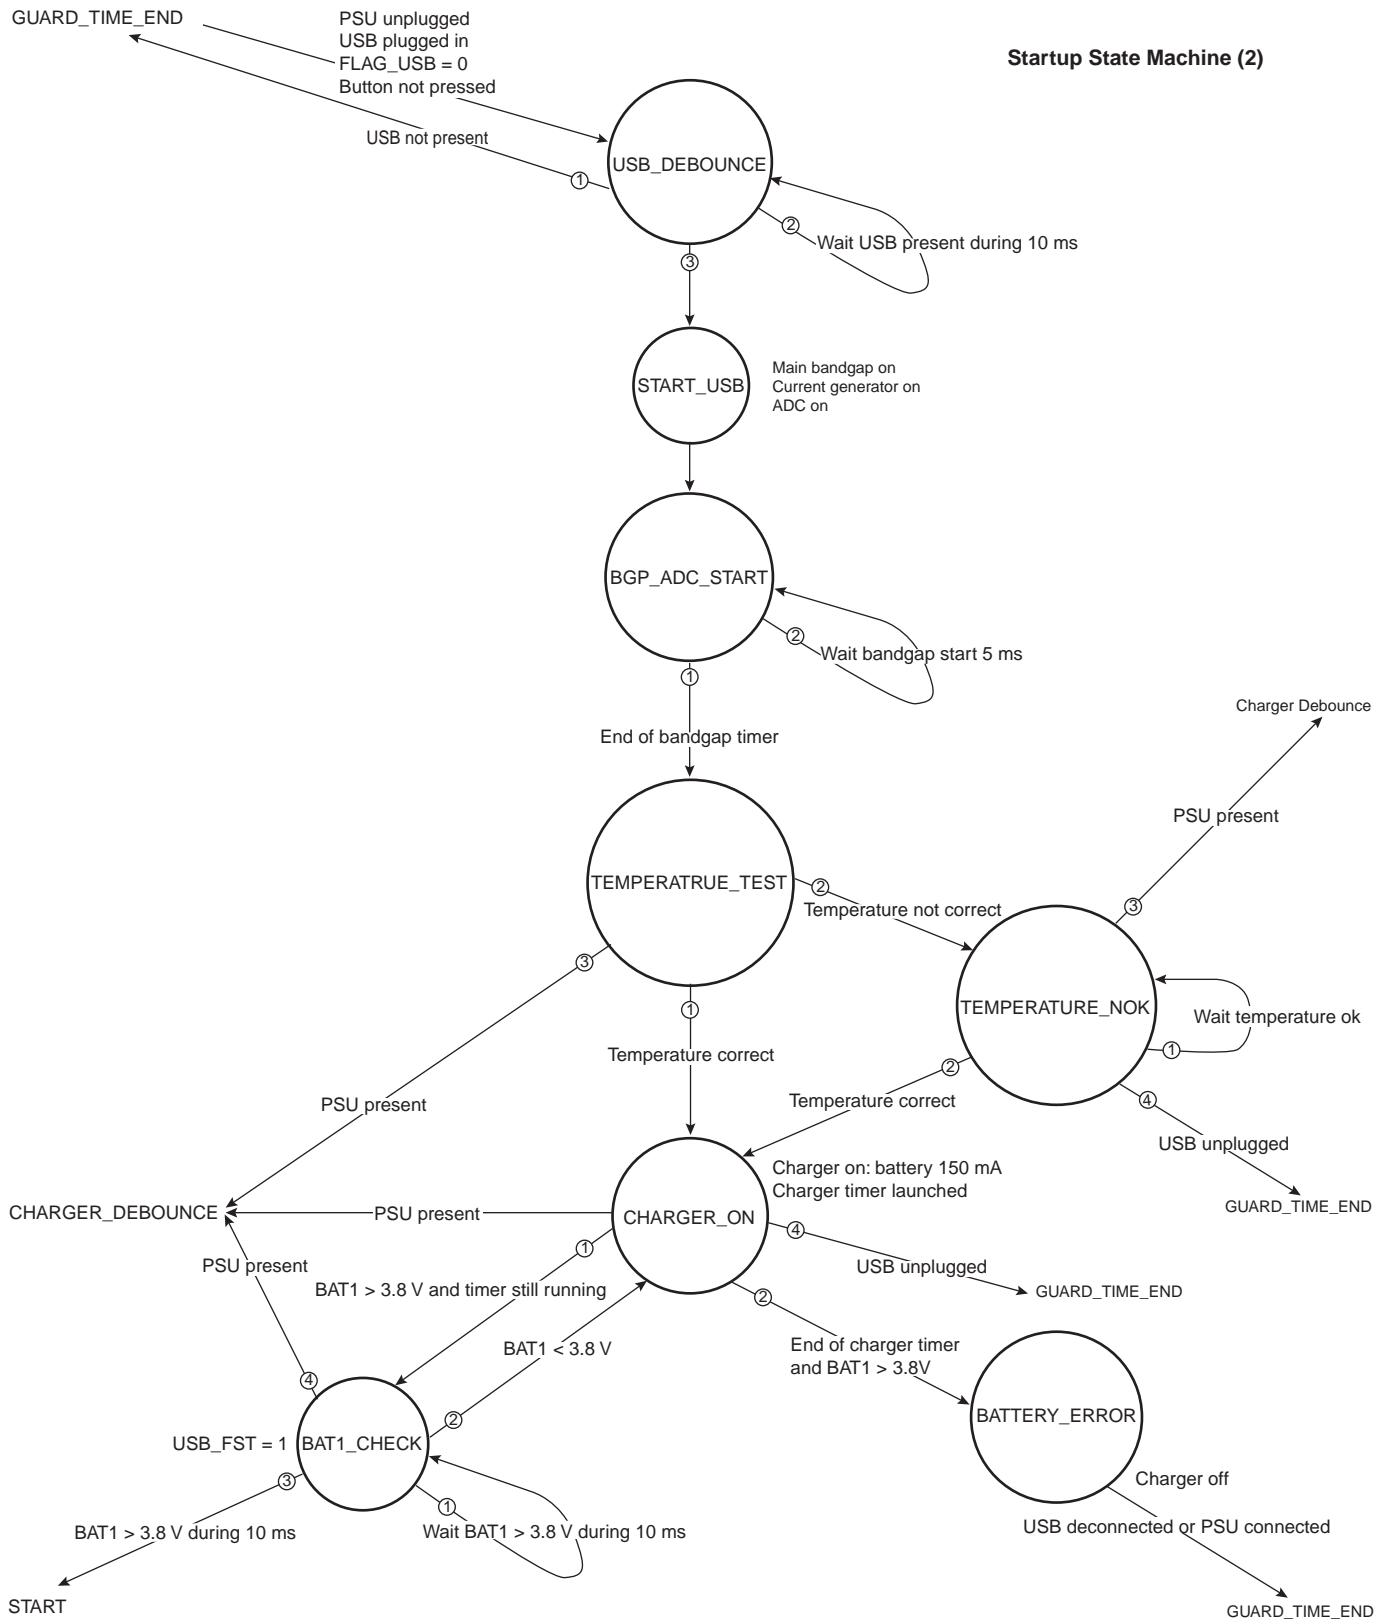 GUARD_TIME_END
PSU unplugged
USB plugged in
FLAG_USB = 0
Button not pressed
Startup State Machine (2)
USB not present
USB_DEBOUNCE
1
2
Wait USB present during 10 ms
3
START_USB
Main bandgap on
Current generator on
ADC on
BGP_ADC_START
2
Wait bandgap start 5 ms
1
Charger Debounce
End of bandgap timer
PSU present
TEMPERATRUE_TEST
2
Temperature not correct
3
3
TEMPERATURE_NOK
1
Wait temperature ok
1
Temperature correct
2
Temperature correct
4
PSU present
USB unplugged
Charger on: battery 150 mA
Charger timer launched
GUARD_TIME_END
CHARGER_DEBOUNCE
PSU present
CHARGER_ON
4
1
PSU present
USB unplugged
BAT1 > 3.8 V and timer still running
GUARD_TIME_END
2
BAT1 < 3.8 V
End of charger timer
and BAT1 > 3.8V
4
2
BATTERY_ERROR
USB_FST = 1
BAT1_CHECK
3
1
Charger off
BAT1 > 3.8 V during 10 ms
Wait BAT1 > 3.8 V during 10 ms
USB deconnected or PSU connected
START
GUARD_TIME_END